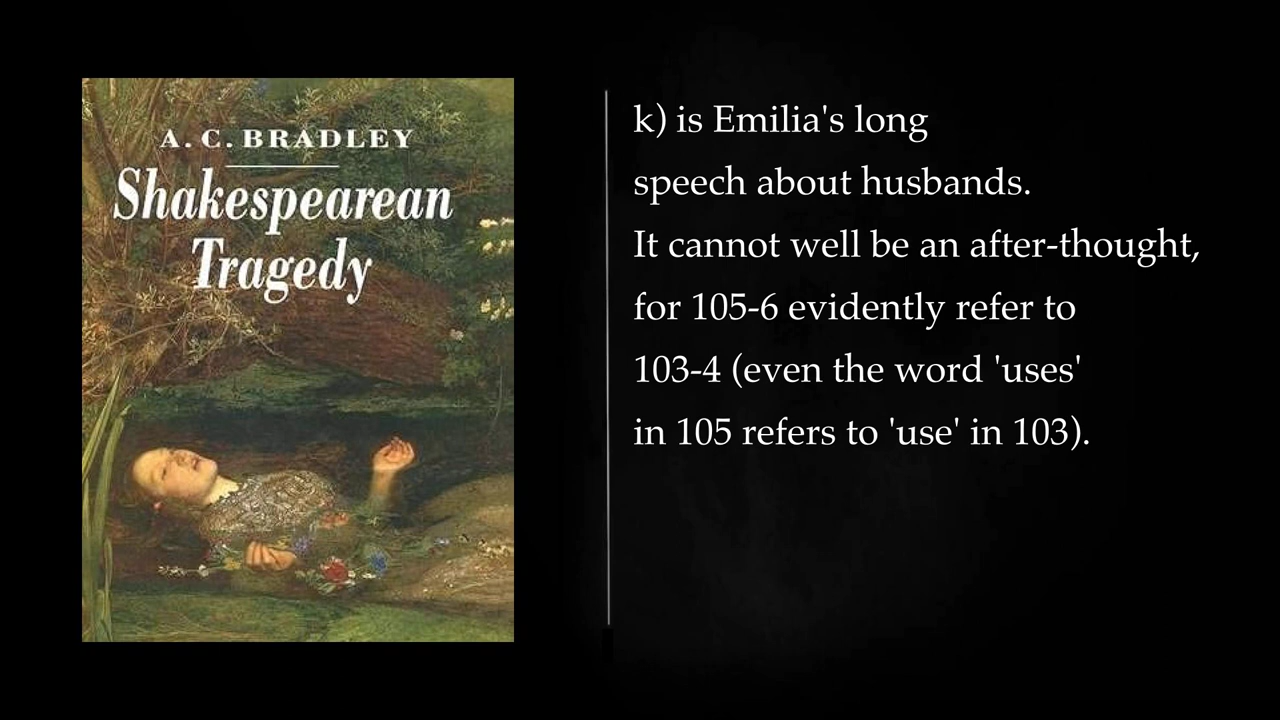 A. C. BRADLEY
Shakespearean
Tragedy
k) is Emilia's long
speech about husbands.
It cannot well be an after-thought,
for 105-6 evidently refer to
103-4 (even the word 'uses'
in 105 refers to 'use' in 103).